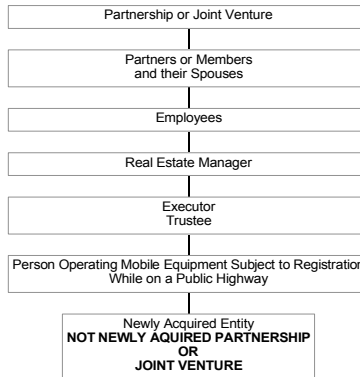 Partnership or Joint Venture
Partners or Members
and their Spouses
Employees
Real Estate Manager
Executor
Trustee
Person Operating Mobile Equipment Subject to Registration
While on a Public Highway
Newly Acquired Entity
NOT NEWLY AQUIRED PARTNERSHIP
OR
JOINT VENTURE